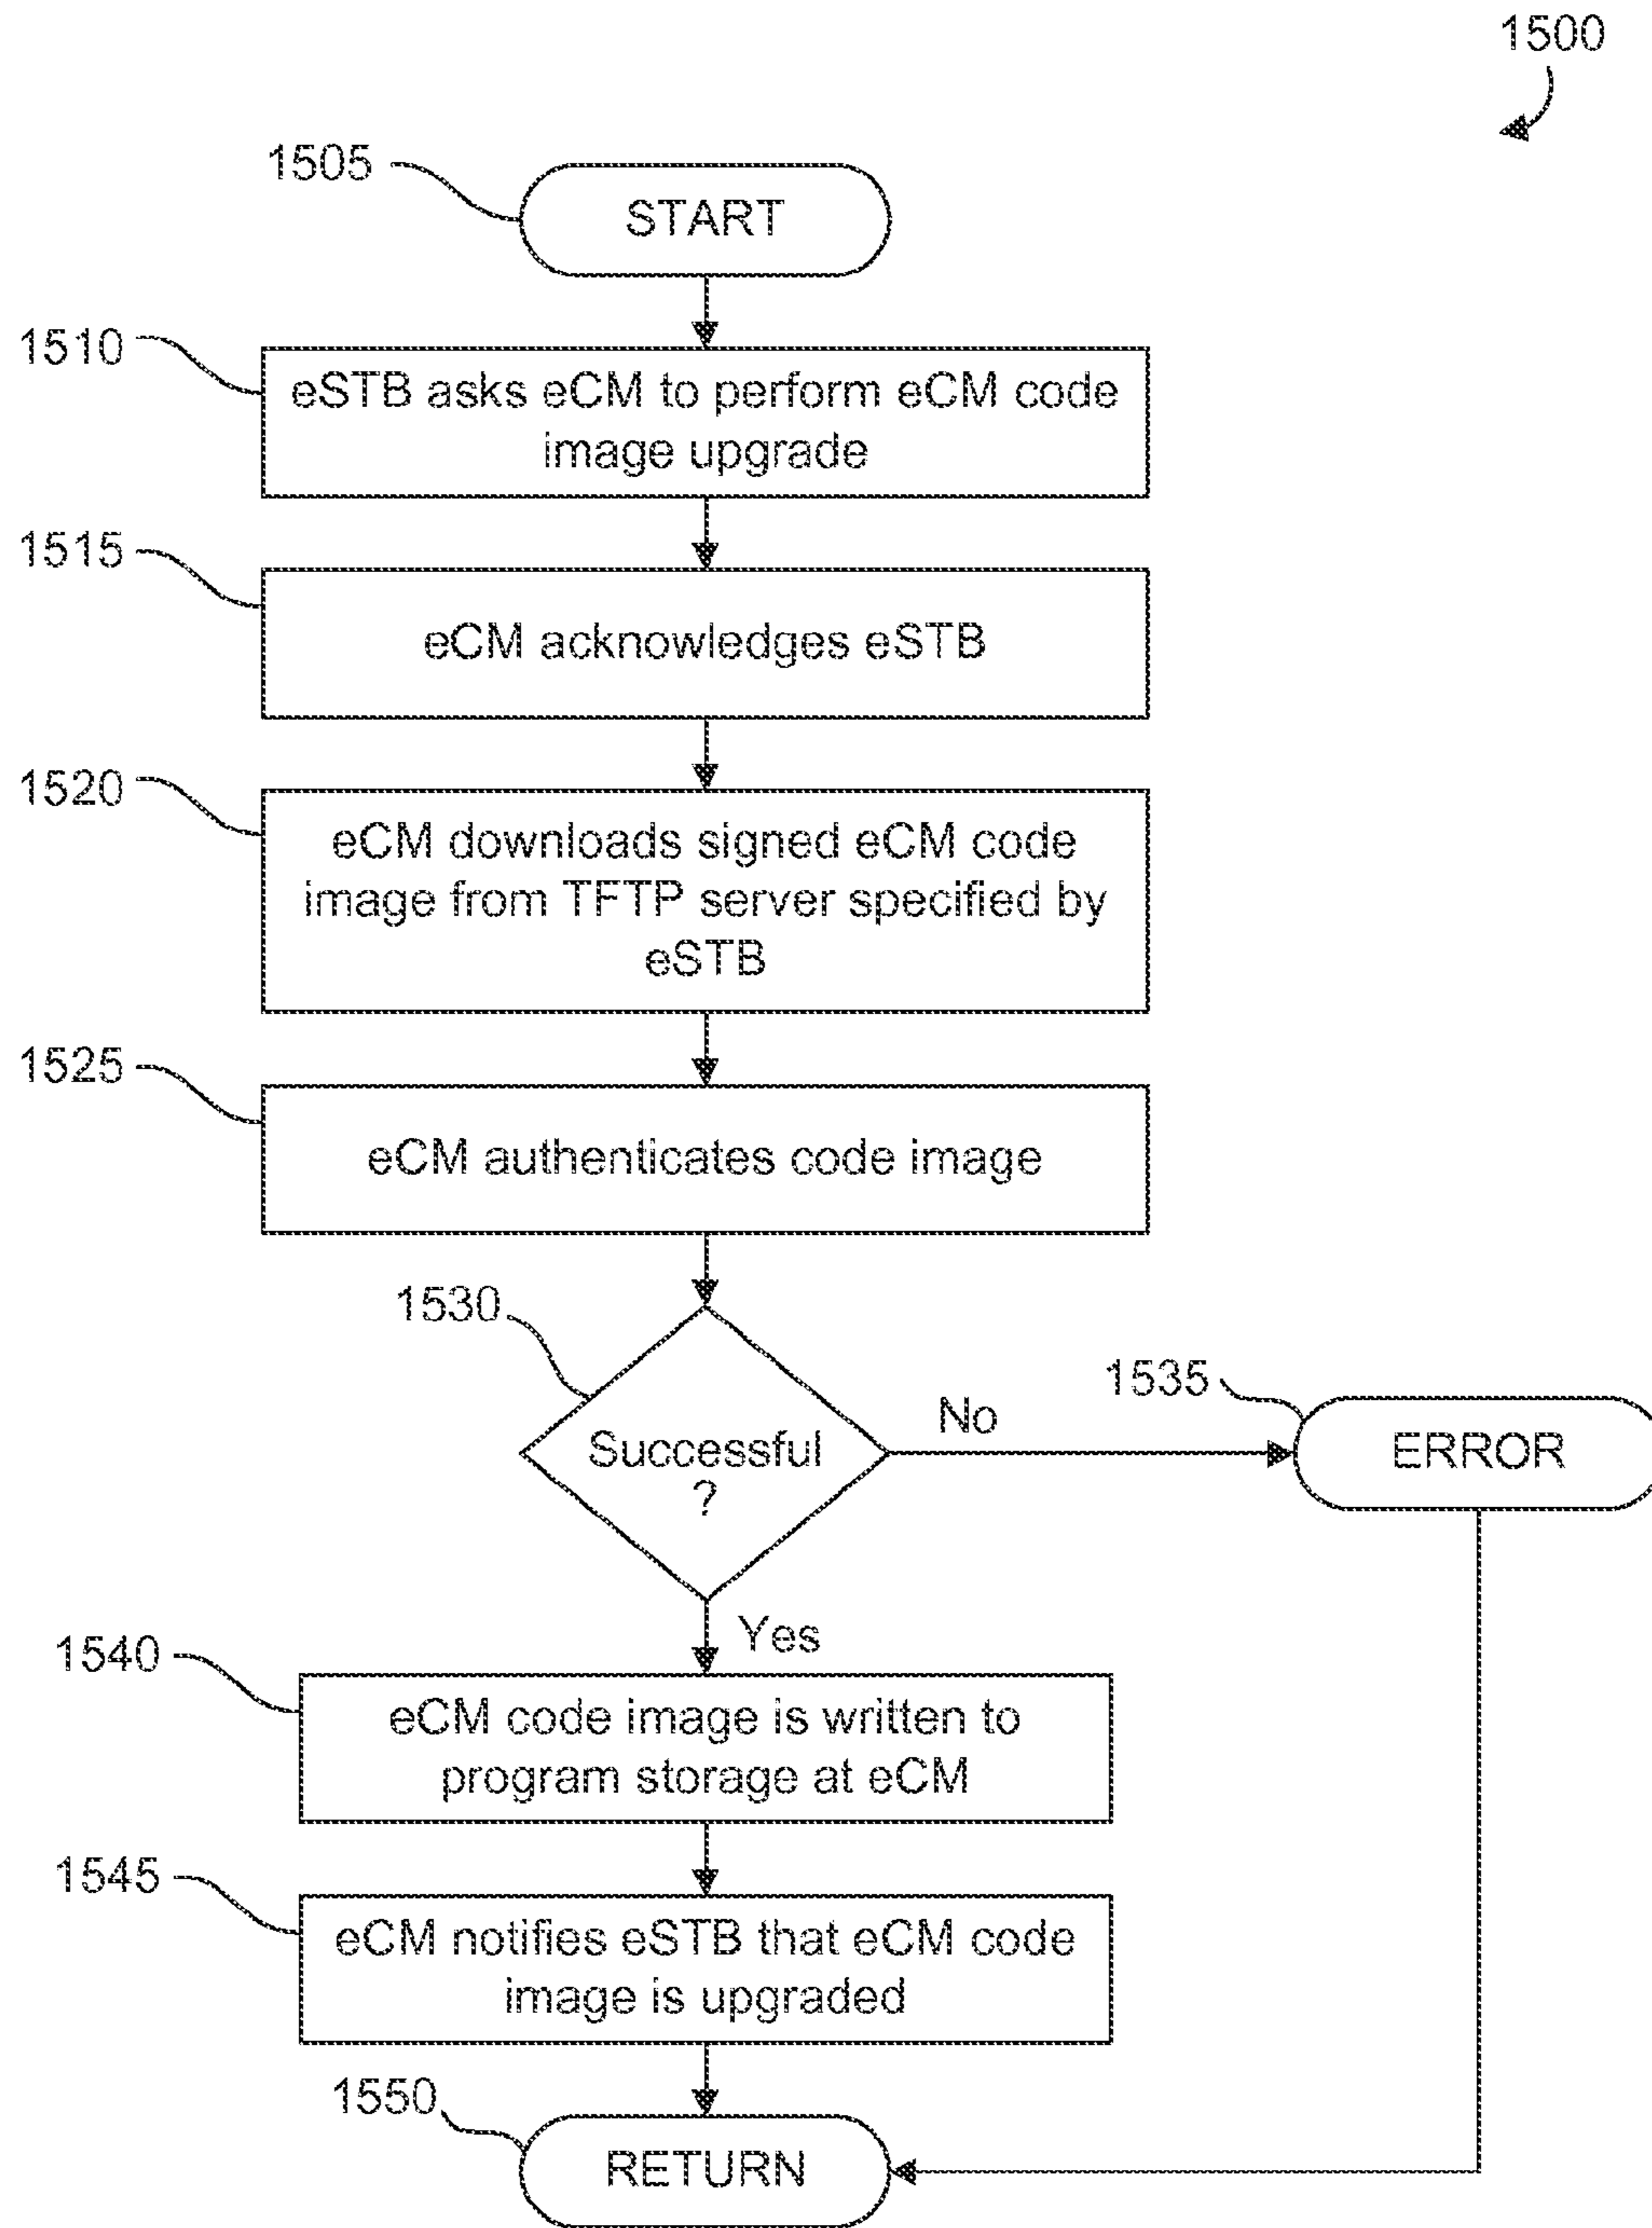 1500
1505
START
1510
eSTB asks eCM to perform eCM code
image upgrade
1515
eCM acknowledges eSTB
1520
eCM downloads signed eCM code
image from TFTP server specified by
eSTB
1525
eCM authenticates code image
1530
Successful
?
No
1535
ERROR
Yes
1540
eCM code image is written to
program storage at eCM
1545
eCM notifies eSTB that eCM code
image is upgraded
1550
RETURN